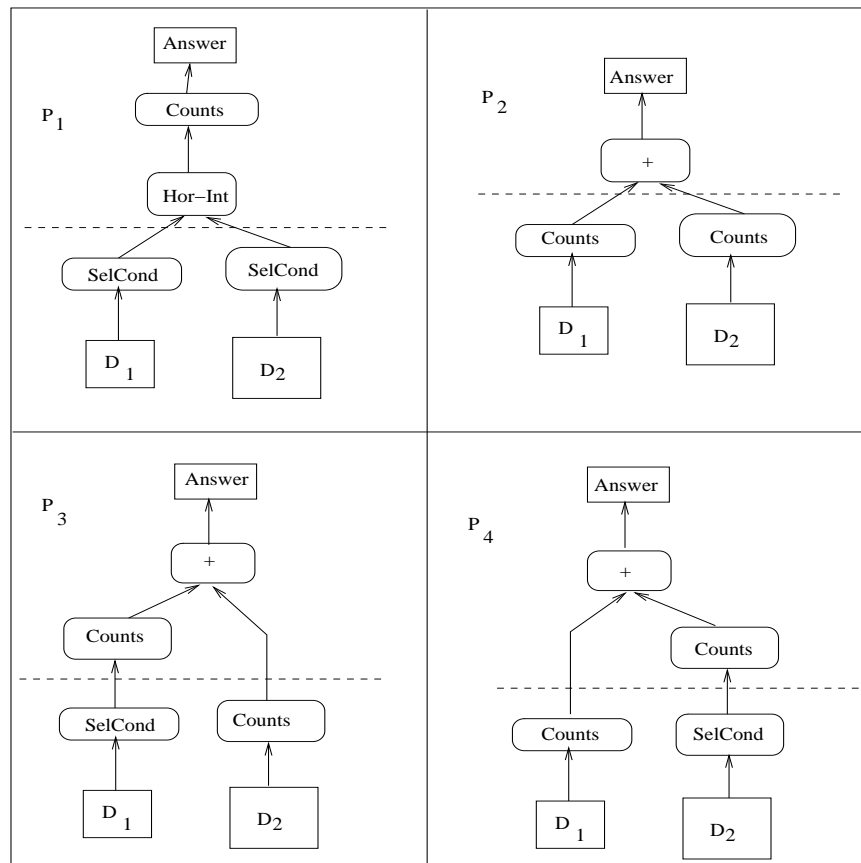 Answer
Counts
P1
Hor-Int
SelCond
SelCond
D1
D2
Answer
P2
+
Counts
Counts
D1
D2
Answer
P3
+
Counts
SelCond
Counts
D1
D2
Answer
P4
+
Counts
Counts
SelCond
D1
D2